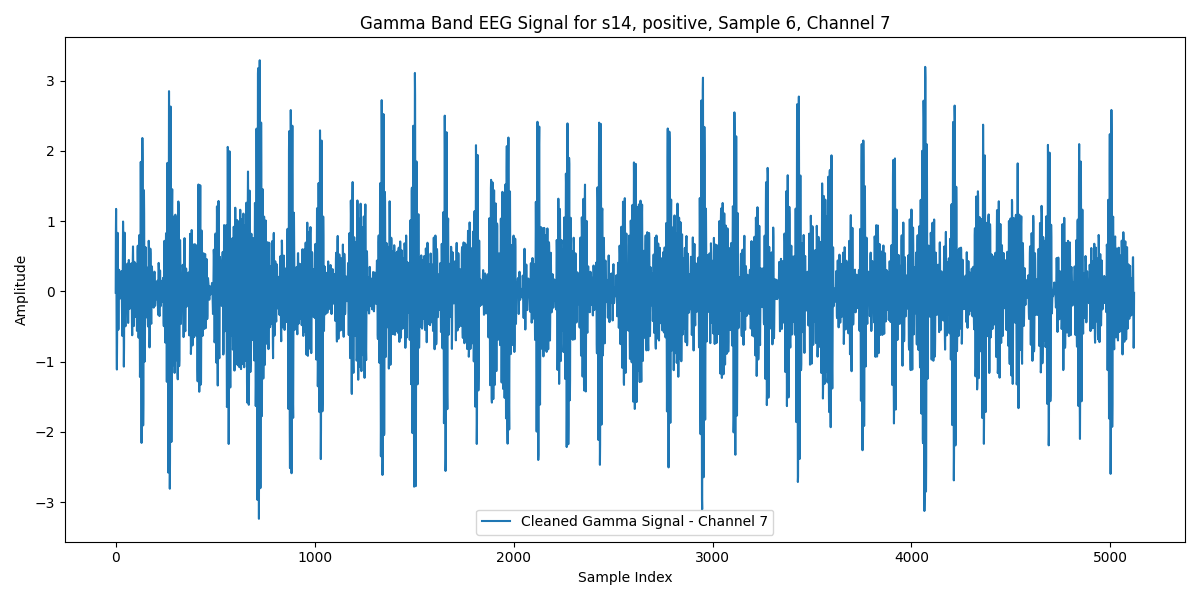 Gamma Band EEG Signal for s14, positive, Sample 6, Channel 7
Amplitude
3
2
1
0
−1
−2
−3
Cleaned Gamma Signal - Channel 7
0 1000 2000 3000 4000 5000
Sample Index